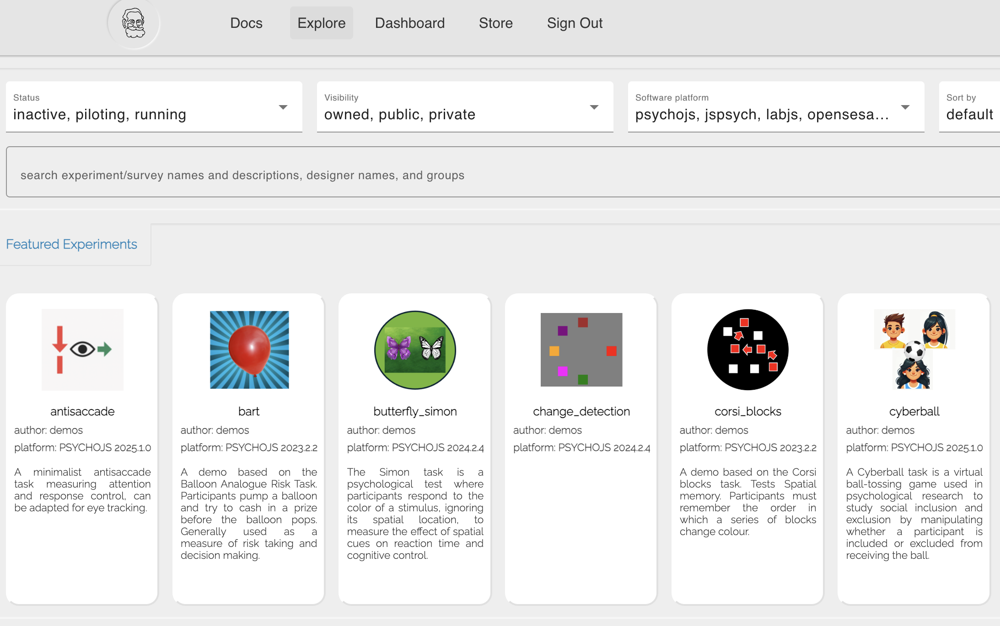 Docs Explore Dashboard Store Sign Out
Status
inactive, piloting, running
Visibility
owned, public, private
Software platform
psychojs, jspsych, labjs, opensesa...
Sort by
default
search experiment/survey names and descriptions, designer names, and groups
Featured Experiments
antisaccade
author: demos
platform: PSYCHOJS 2025.1.0
A minimalist antisaccade
task measuring attention
and response control, can
be adapted for eye tracking.
bart
author: demos
platform: PSYCHOJS 2023.2.2
A demo based on the
Balloon Analogue Risk Task.
Participants pump a balloon
and try to cash in a prize
before the balloon pops.
Generally used as a
measure of risk taking and
decision making.
butterfly_simon
author: demos
platform: PSYCHOJS 2024.2.4
The Simon task is a
psychological test where
participants respond to the
color of a stimulus, ignoring
its spatial location, to
measure the effect of spatial
cues on reaction time and
cognitive control.
change_detection
author: demos
platform: PSYCHOJS 2024.2.4
corsi_blocks
author: demos
platform: PSYCHOJS 2023.2.2
A demo based on the Corsi
blocks task. Tests Spatial
memory. Participants must
remember the order in
which a series of blocks
change colour.
cyberball
author: demos
platform: PSYCHOJS 2025.1.0
A Cyberball task is a virtual
ball-tossing game used in
psychological research to
study social inclusion and
exclusion by manipulating
whether a participant is
included or excluded from
receiving the ball.